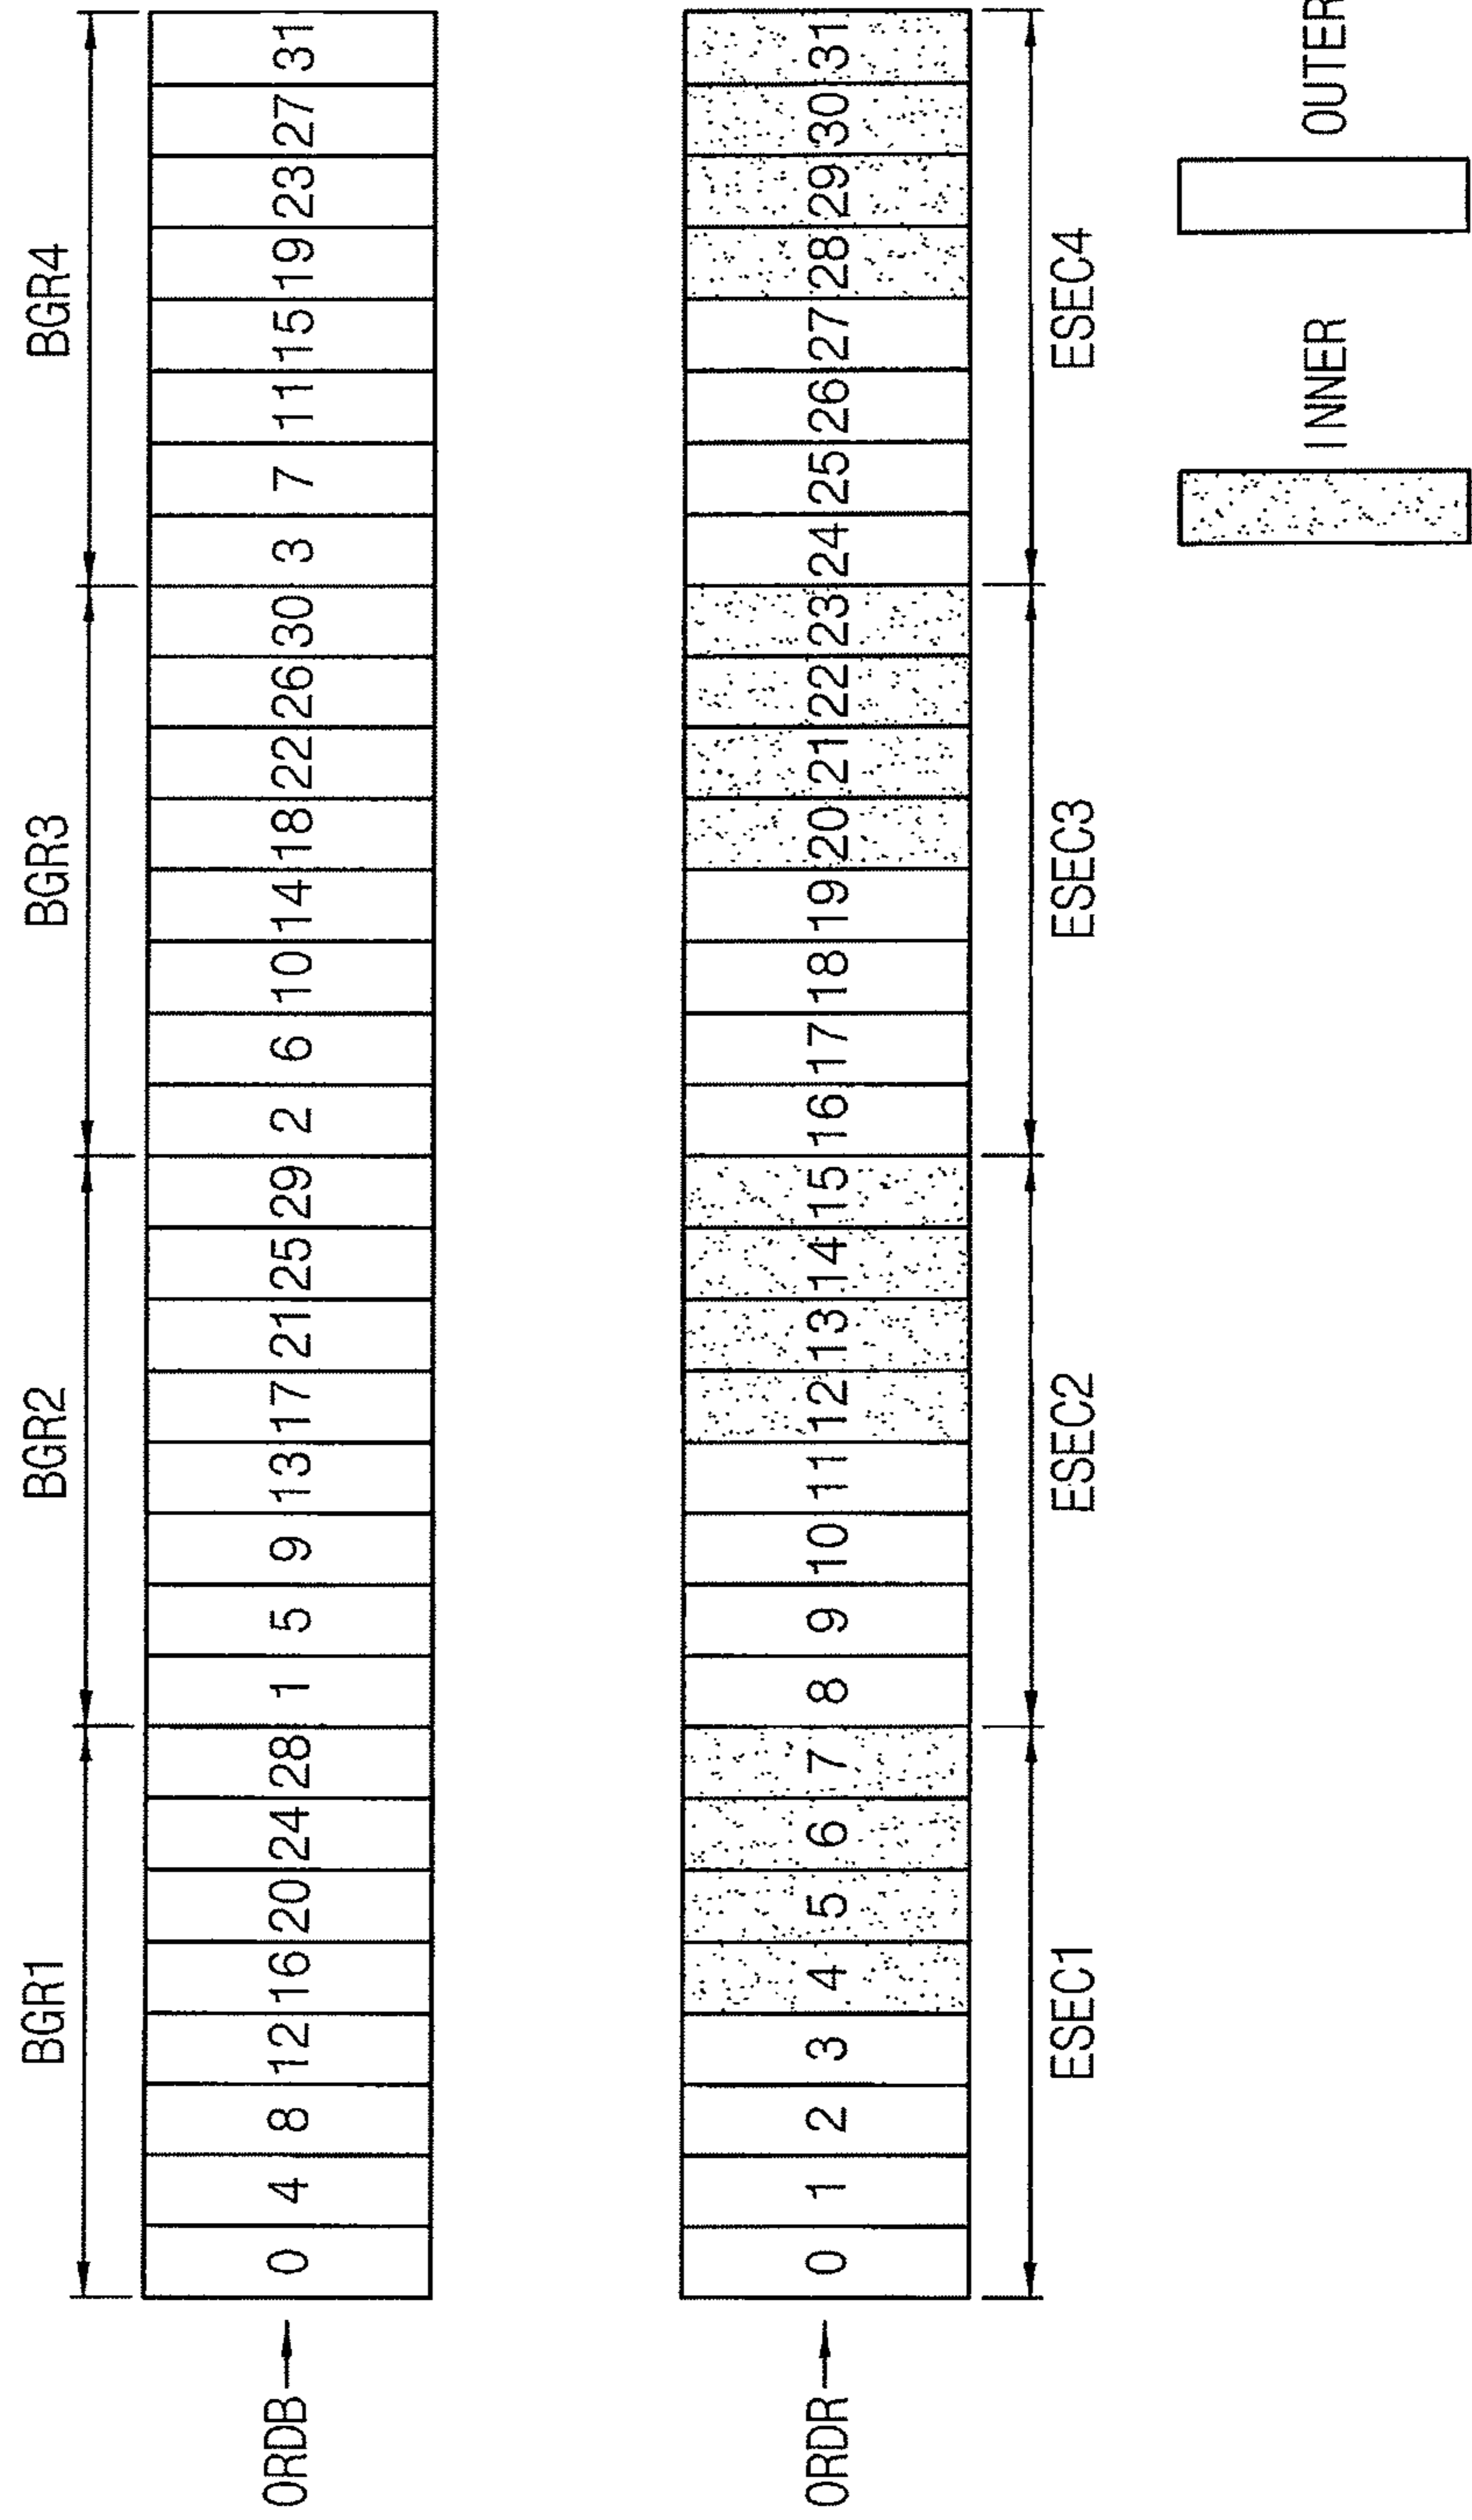 BGR1 BGR2 BGR3 BGR4
ORDB 0 4 8 12 16 20 24 28 1 5 9 13 17 21 25 29 2 6 10 14 18 22 26 30 3 7 11 15 19 23 27 31
ORDR 0 1 2 3 4 5 6 7 8 9 10 11 12 13 14 15 16 17 18 19 20 21 22 23 24 25 26 27 28 29 30 31
ESEC1 ESEC2 ESEC3 ESEC4
INNER OUTER